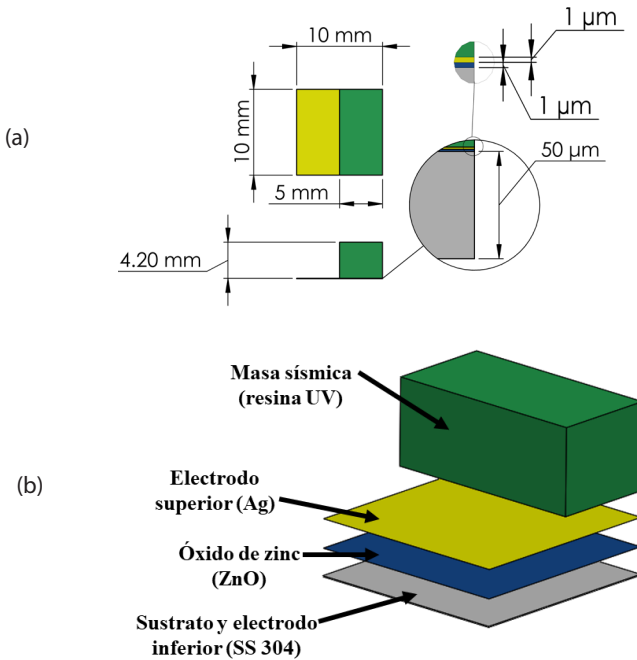 10 mm
1 µm
(a)
10 mm
1 µm
50 µm
5 mm
4.20 mm
(b)
Masa sísmica
(resina UV)
Electrodo
superior (Ag)
Óxido de zinc
(ZnO)
Sustrato y electrodo
inferior (SS 304)